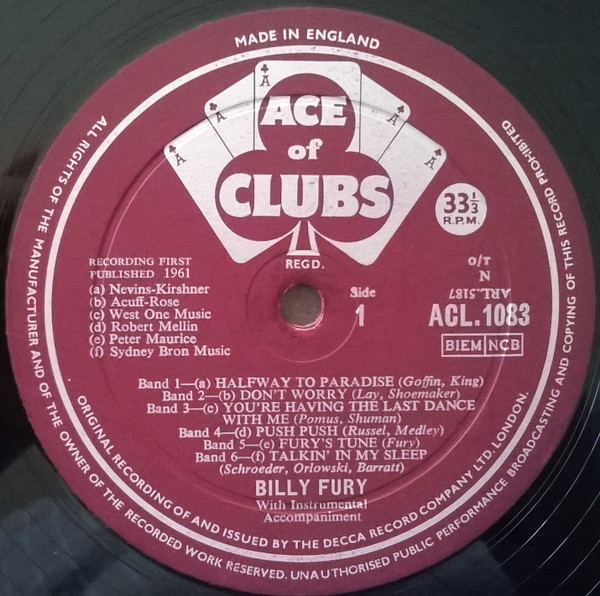 MADE IN ENGLAND
ALL RIGHTS OF THE MANUFACTURER AND OF THE OWNER OF THE RECORDED WORK RESERVED. UNAUTHORISED PUBLIC PERFORMANCE BROADCASTING AND COPYING OF THIS RECORD PROHIBITED
A
A
A
A
A
ACE
of
CLUBS
REGD.
33⅓
R.P.M.
RECORDING FIRST
PUBLISHED 1961
(a) Nevins-Kirshner
(b) Acuff-Rose
(c) West One Music
(d) Robert Mellin
(e) Peter Maurice
(f) Sydney Bron Music
Side
1
O/T
N
ARL.5187
ACL.1083
BIEM NCB
Band 1—(a) HALFWAY TO PARADISE (Goffin, King)
Band 2—(b) DON'T WORRY (Lay, Shoemaker)
Band 3—(c) YOU'RE HAVING THE LAST DANCE
WITH ME (Pomus, Shuman)
Band 4—(d) PUSH PUSH (Russel, Medley)
Band 5—(e) FURY'S TUNE (Fury)
Band 6—(f) TALKIN' IN MY SLEEP
(Schroeder, Orlowski, Barratt)
BILLY FURY
With Instrumental
Accompaniment
ORIGINAL RECORDING OF AND ISSUED BY THE DECCA RECORD COMPANY LTD. LONDON.